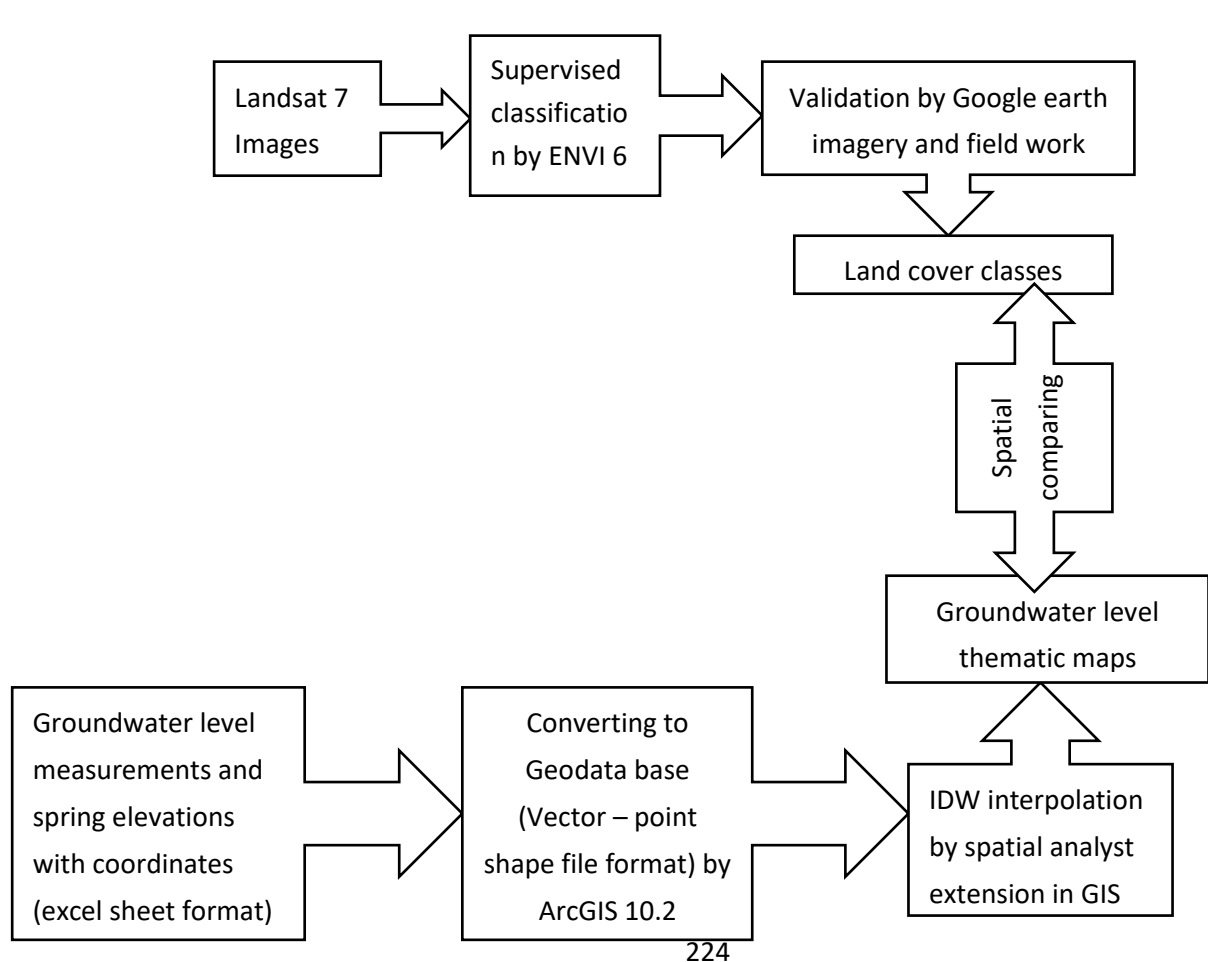 Landsat 7
Images
Supervised
classificatio
n by ENVI 6
Validation by Google earth
imagery and field work
Land cover classes
Spatial
comparing
Groundwater level
thematic maps
Groundwater level
measurements and
spring elevations
with coordinates
(excel sheet format)
Converting to
Geodata base
(Vector – point
shape file format) by
ArcGIS 10.2
IDW interpolation
by spatial analyst
extension in GIS
224